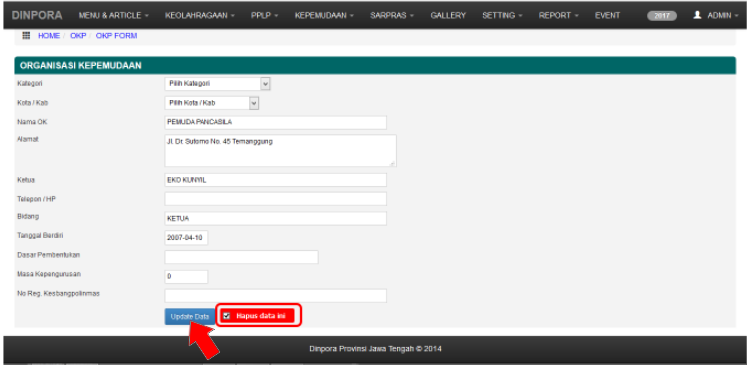 DINPORA MENU & ARTICLE KEOLAHRAGAAN PPLP KEPEMUDAAN SARPRAS GALLERY SETTING REPORT EVENT 2017 ADMIN
HOME / OKP / OKP FORM
ORGANISASI KEPEMUDAAN
Kategori Pilih Kategori
Kota / Kab Pilih Kota / Kab
Nama OK PEMUDA PANCASILA
Alamat Jl. Dr. Sutomo No. 45 Temanggung
Ketua EKO KUNYIL
Telepon / HP
Bidang KETUA
Tanggal Berdiri 2007-04-10
Dasar Pembentukan
Masa Kepengurusan 0
No Reg. Kesbangpolinmas
Update Data Hapus data ini
Dinpora Provinsi Jawa Tengah © 2014